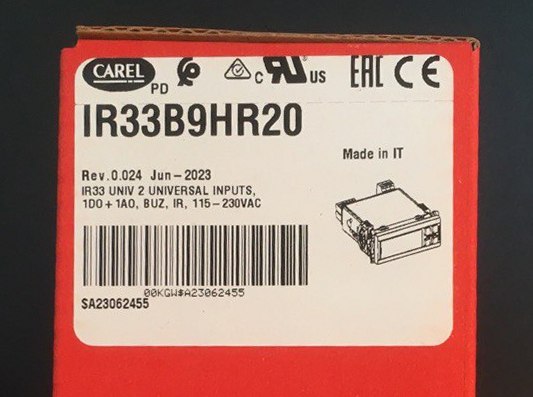 CAREL PD C UL US EAC CE
IR33B9HR20
Made in IT
Rev.0.024 Jun-2023
IR33 UNIV 2 UNIVERSAL INPUTS,
1DO+1AO, BUZ, IR, 115-230VAC
00KGW#A23062455
SA23062455